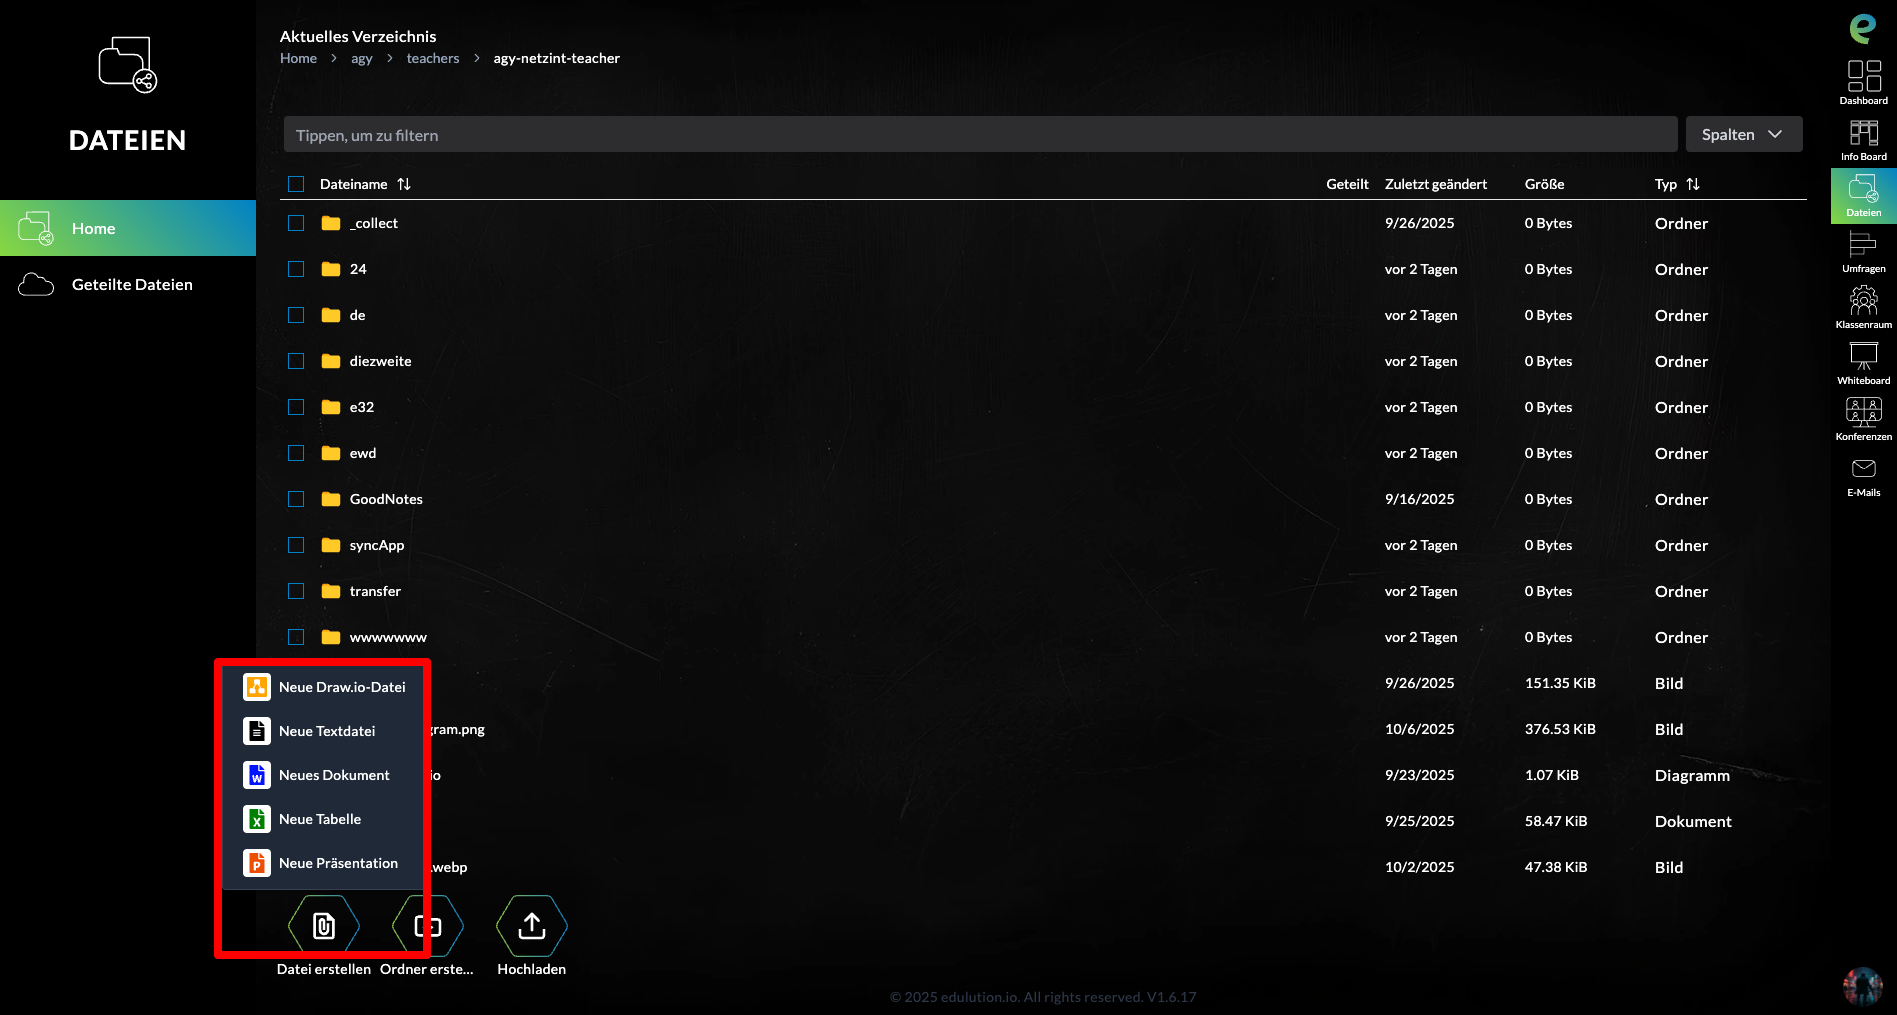 DATEIEN
Home
Geteilte Dateien
Aktuelles Verzeichnis
Home > agy > teachers > agy-netzint-teacher
Tippen, um zu filtern
Spalten
Dateiname Geteilt Zuletzt geändert Größe Typ
_collect 9/26/2025 0 Bytes Ordner
24 vor 2 Tagen 0 Bytes Ordner
de vor 2 Tagen 0 Bytes Ordner
diezweite vor 2 Tagen 0 Bytes Ordner
e32 vor 2 Tagen 0 Bytes Ordner
ewd vor 2 Tagen 0 Bytes Ordner
GoodNotes 9/16/2025 0 Bytes Ordner
syncApp vor 2 Tagen 0 Bytes Ordner
transfer vor 2 Tagen 0 Bytes Ordner
wwwwwww vor 2 Tagen 0 Bytes Ordner
9/26/2025 151.35 KiB Bild
gram.png 10/6/2025 376.53 KiB Bild
io 9/23/2025 1.07 KiB Diagramm
9/25/2025 58.47 KiB Dokument
.webp 10/2/2025 47.38 KiB Bild
Neue Draw.io-Datei
Neue Textdatei
Neues Dokument
Neue Tabelle
Neue Präsentation
Datei erstellen
Ordner erste...
Hochladen
© 2025 edulution.io. All rights reserved. V1.6.17
Dashboard
Info Board
Dateien
Umfragen
Klassenraum
Whiteboard
Konferenzen
E-Mails